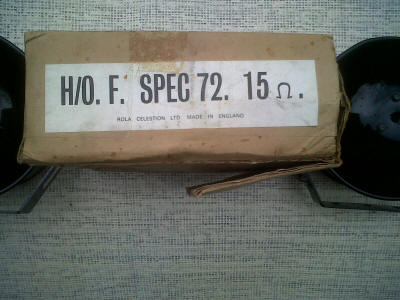 H/O. F. SPEC 72. 15 Ω.
ROLA CELESTION LTD MADE IN ENGLAND